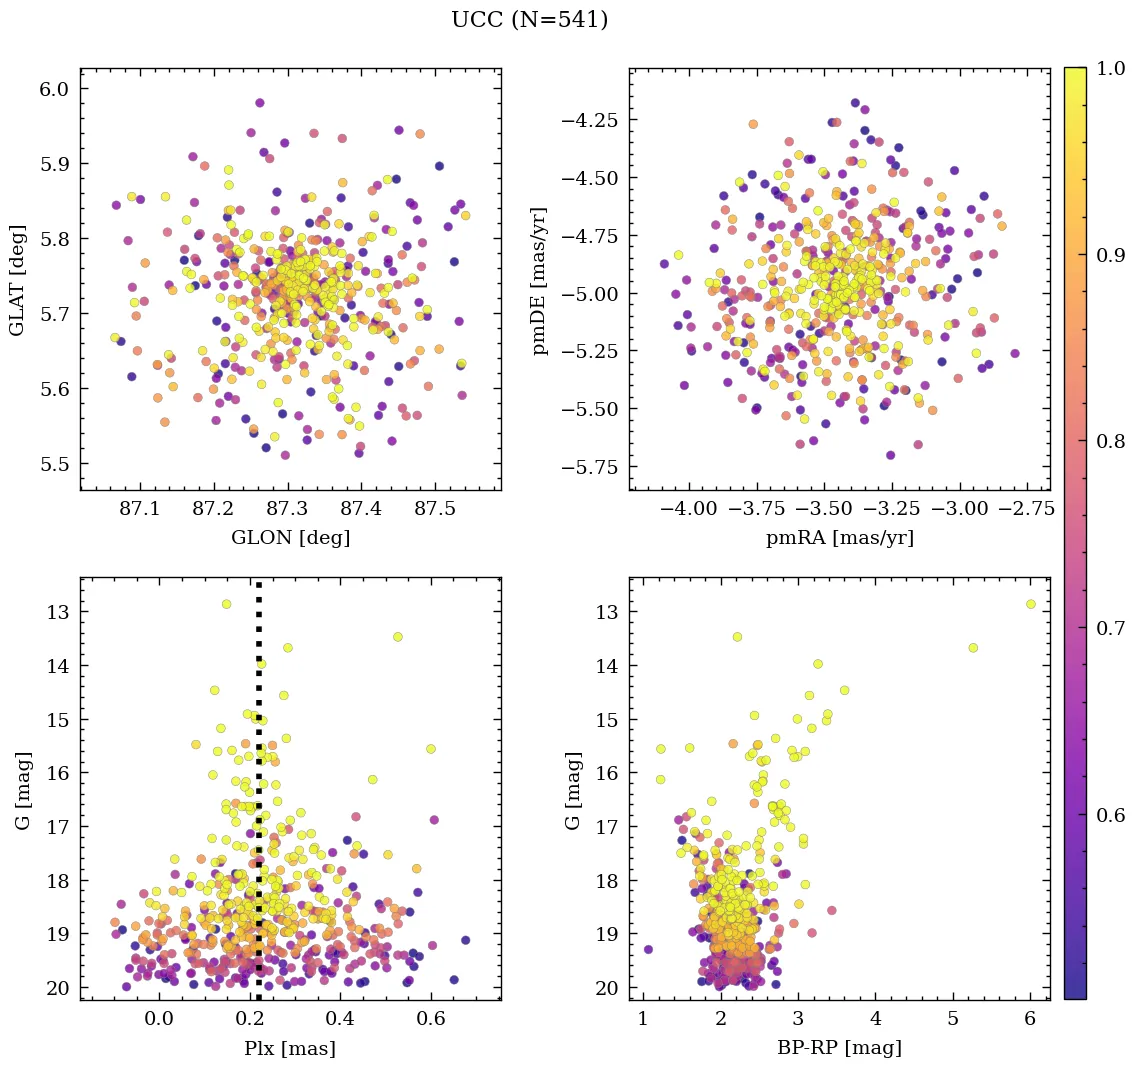 UCC (N=541)
6.0
5.9
5.8
5.7
5.6
5.5
GLAT [deg]
87.1 87.2 87.3 87.4 87.5
GLON [deg]
−4.25
−4.50
−4.75
−5.00
−5.25
−5.50
−5.75
pmDE [mas/yr]
−4.00 −3.75 −3.50 −3.25 −3.00 −2.75
pmRA [mas/yr]
1.0
0.9
0.8
0.7
0.6
13
14
15
16
17
18
19
20
G [mag]
0.0 0.2 0.4 0.6
Plx [mas]
13
14
15
16
17
18
19
20
G [mag]
1 2 3 4 5 6
BP-RP [mag]